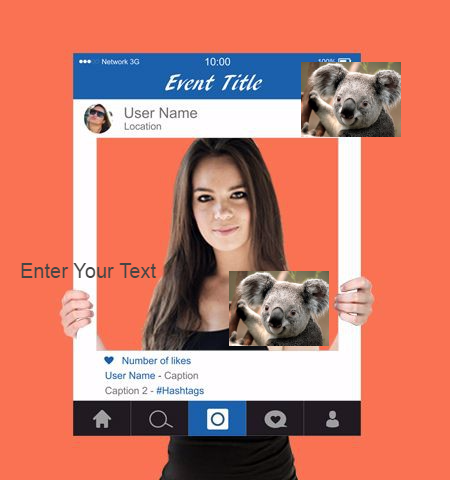 Network 3G
10:00
100%
Event Title
User Name
Location
Enter Your Text
Number of likes
User Name - Caption
Caption 2 - #Hashtags